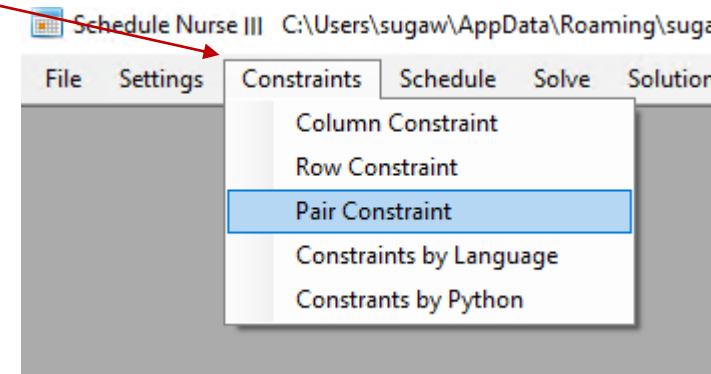 Schedule Nurse III C:\Users\sugaw\AppData\Roaming\suga
File Settings Constraints Schedule Solve Solution
Column Constraint
Row Constraint
Pair Constraint
Constraints by Language
Constrants by Python